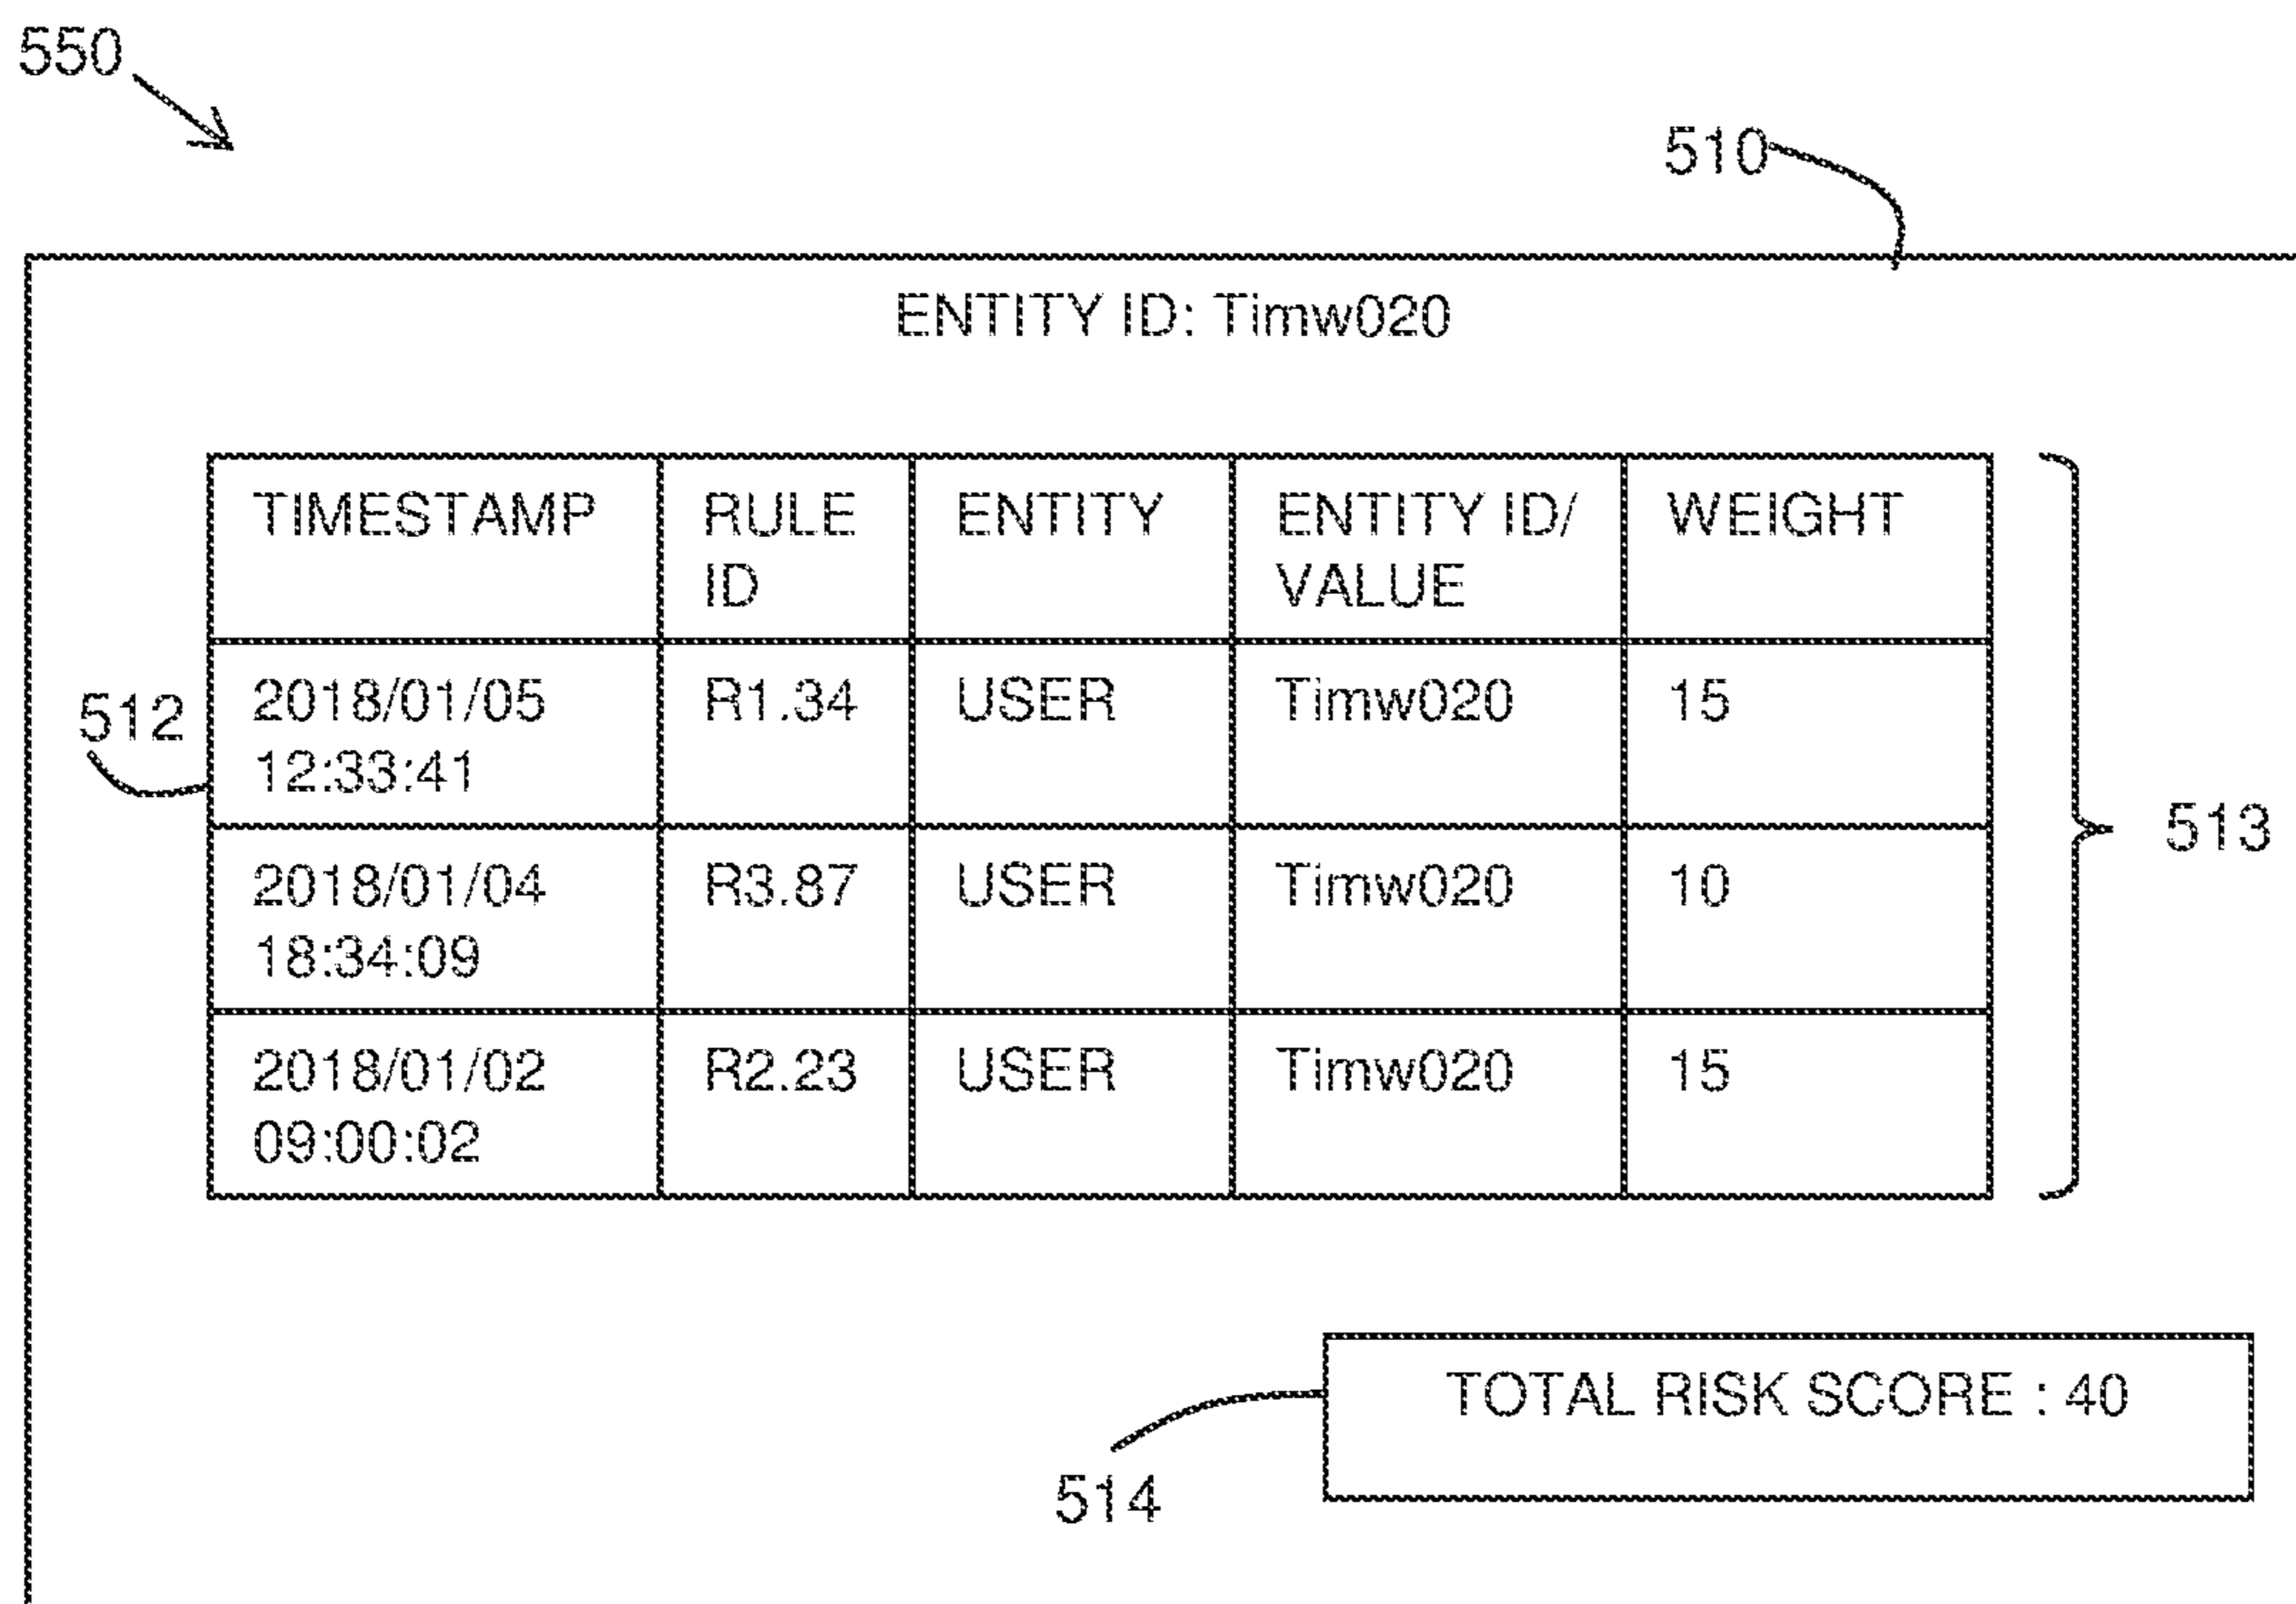 550
510
ENTITY ID: Timw020
TIMESTAMP RULE ENTITY ENTITY ID/ WEIGHT
ID VALUE
2018/01/05 R1.34 USER Timw020 15
512
12:33:41
513
2018/01/04 R3.87 USER Timw020 10
18:34:09
2018/01/02 R2.23 USER Timw020 15
09:00:02
TOTAL RISK SCORE : 40
514